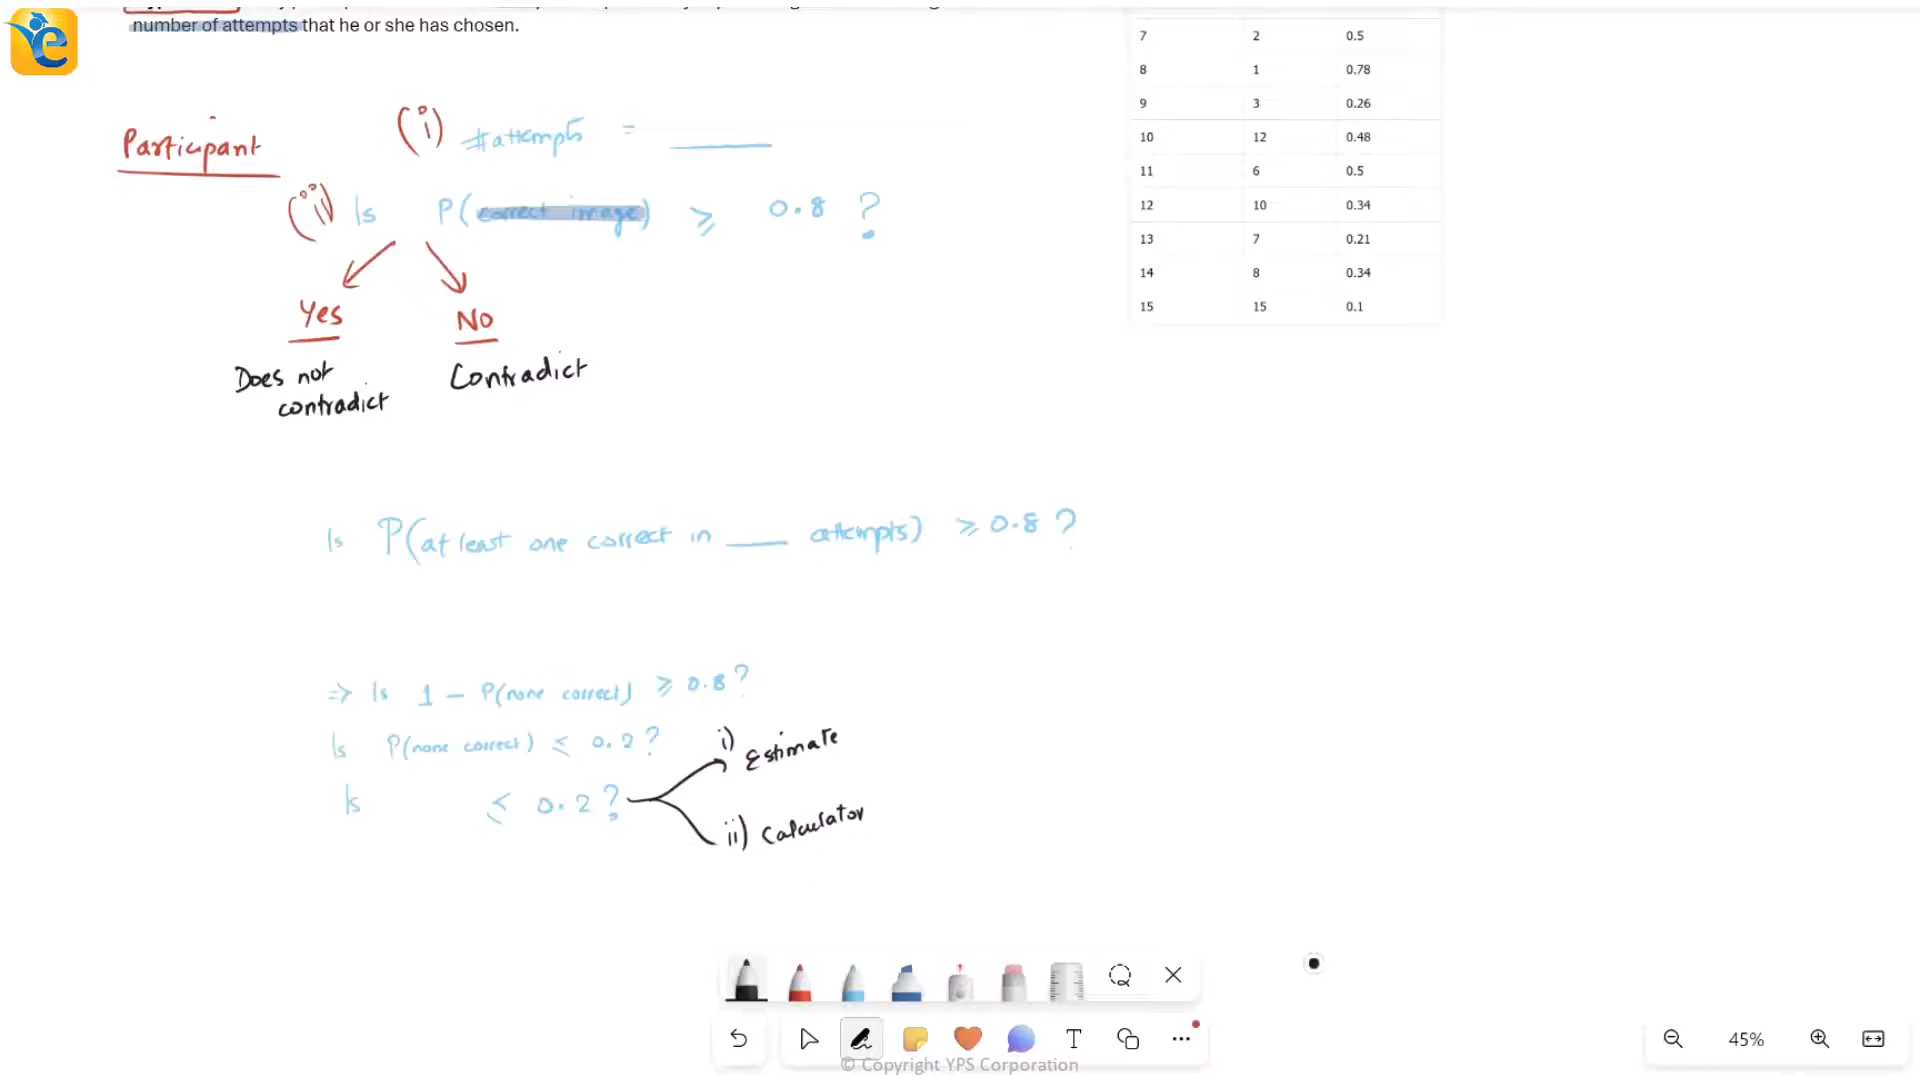 number of attempts that he or she has chosen.
7 2 0.5
8 1 0.78
9 3 0.26
10 12 0.48
11 6 0.5
12 10 0.34
13 7 0.21
14 8 0.34
15 15 0.1
Participant
(i) #attempts = ___
(ii) Is P(correct image) ≥ 0.8 ?
Yes No
Does not contradict
Contradict
Is P(at least one correct in ___ attempts) ≥ 0.8 ?
⇒ Is 1 - P(none correct) ≥ 0.8 ?
Is P(none correct) ≤ 0.2 ?
Is ≤ 0.2 ?
i) Estimate
ii) Calculator
45%
© Copyright YPS Corporation